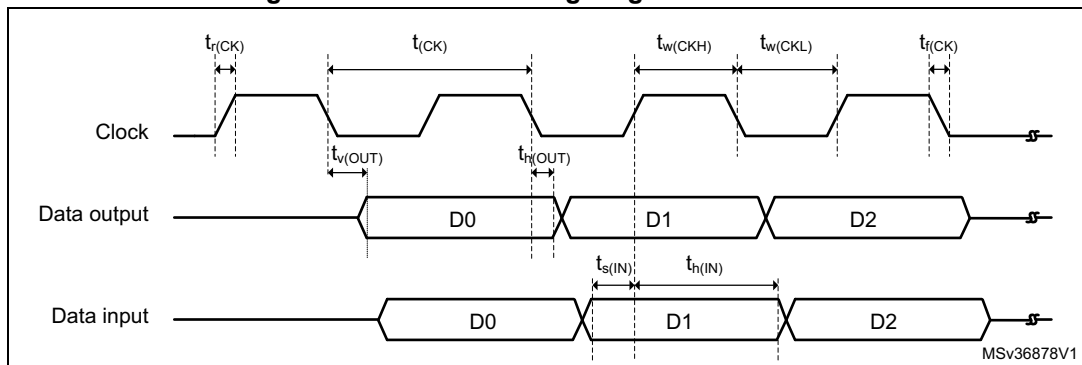 t_r(CK) t_(CK) t_w(CKH) t_w(CKL) t_f(CK)
Clock
t_v(OUT) t_h(OUT)
Data output D0 D1 D2
t_s(IN) t_h(IN)
Data input D0 D1 D2
MSv36878V1